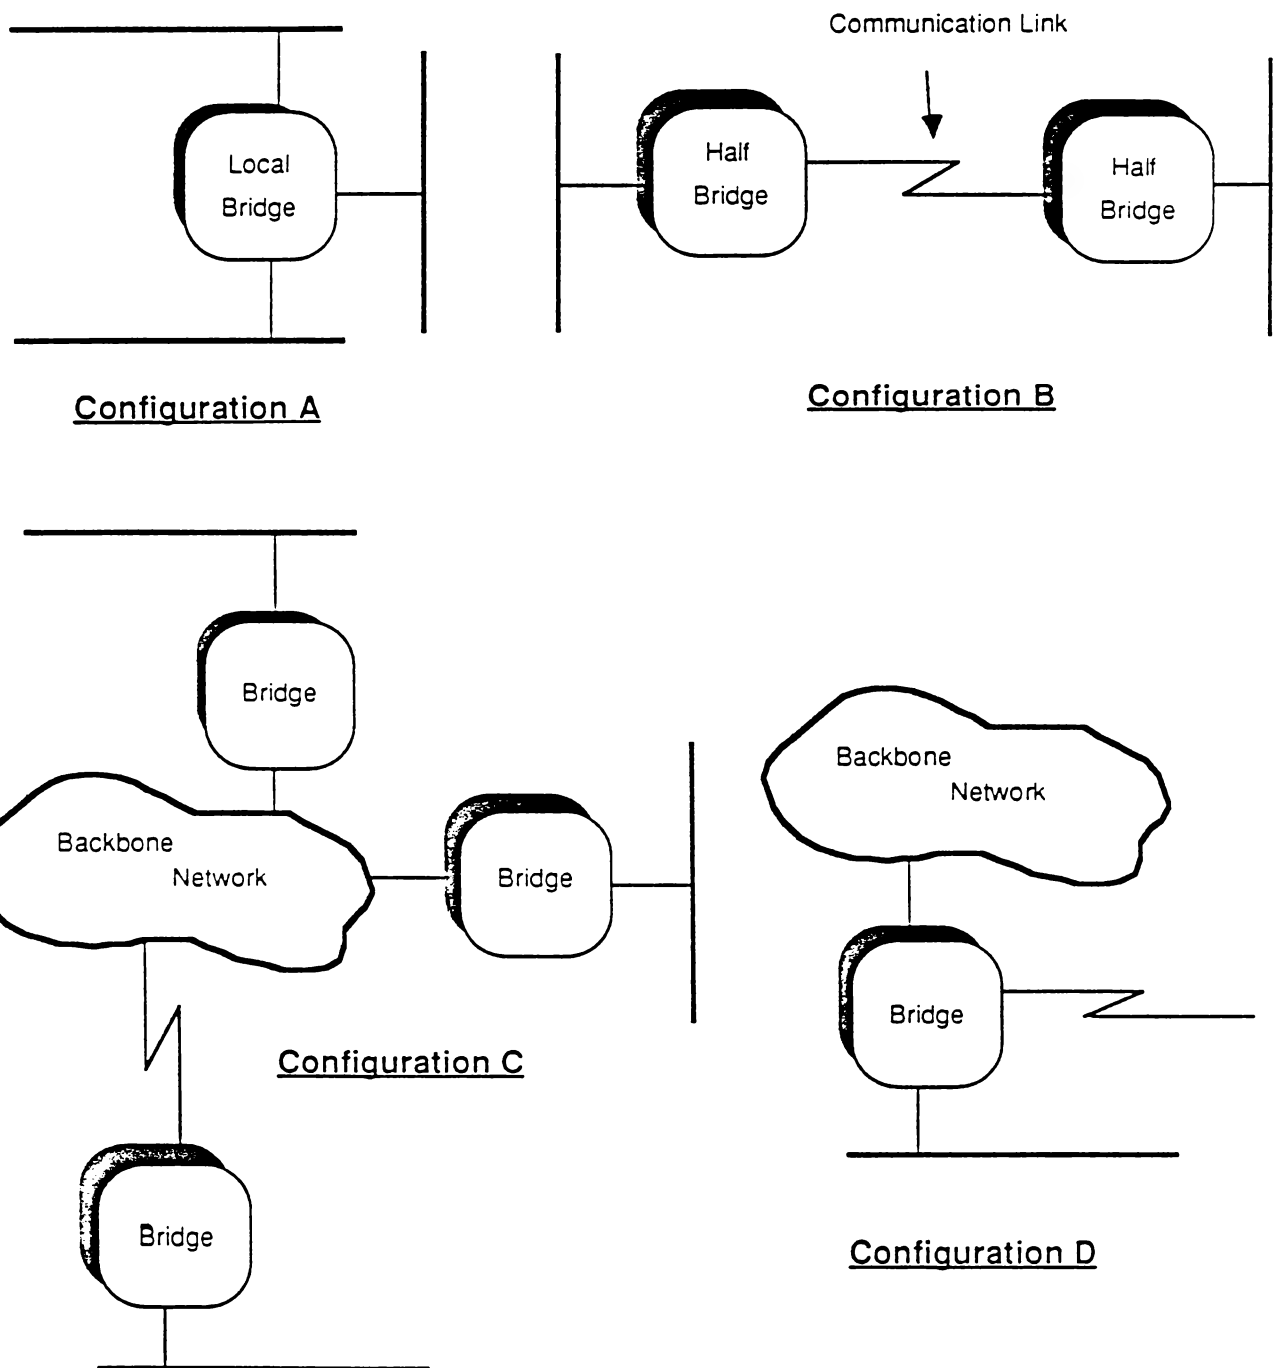 Communication Link
Local
Bridge
Half
Bridge
Half
Bridge
Configuration A
Configuration B
Bridge
Backbone
Network
Bridge
Configuration C
Bridge
Backbone
Network
Bridge
Configuration D